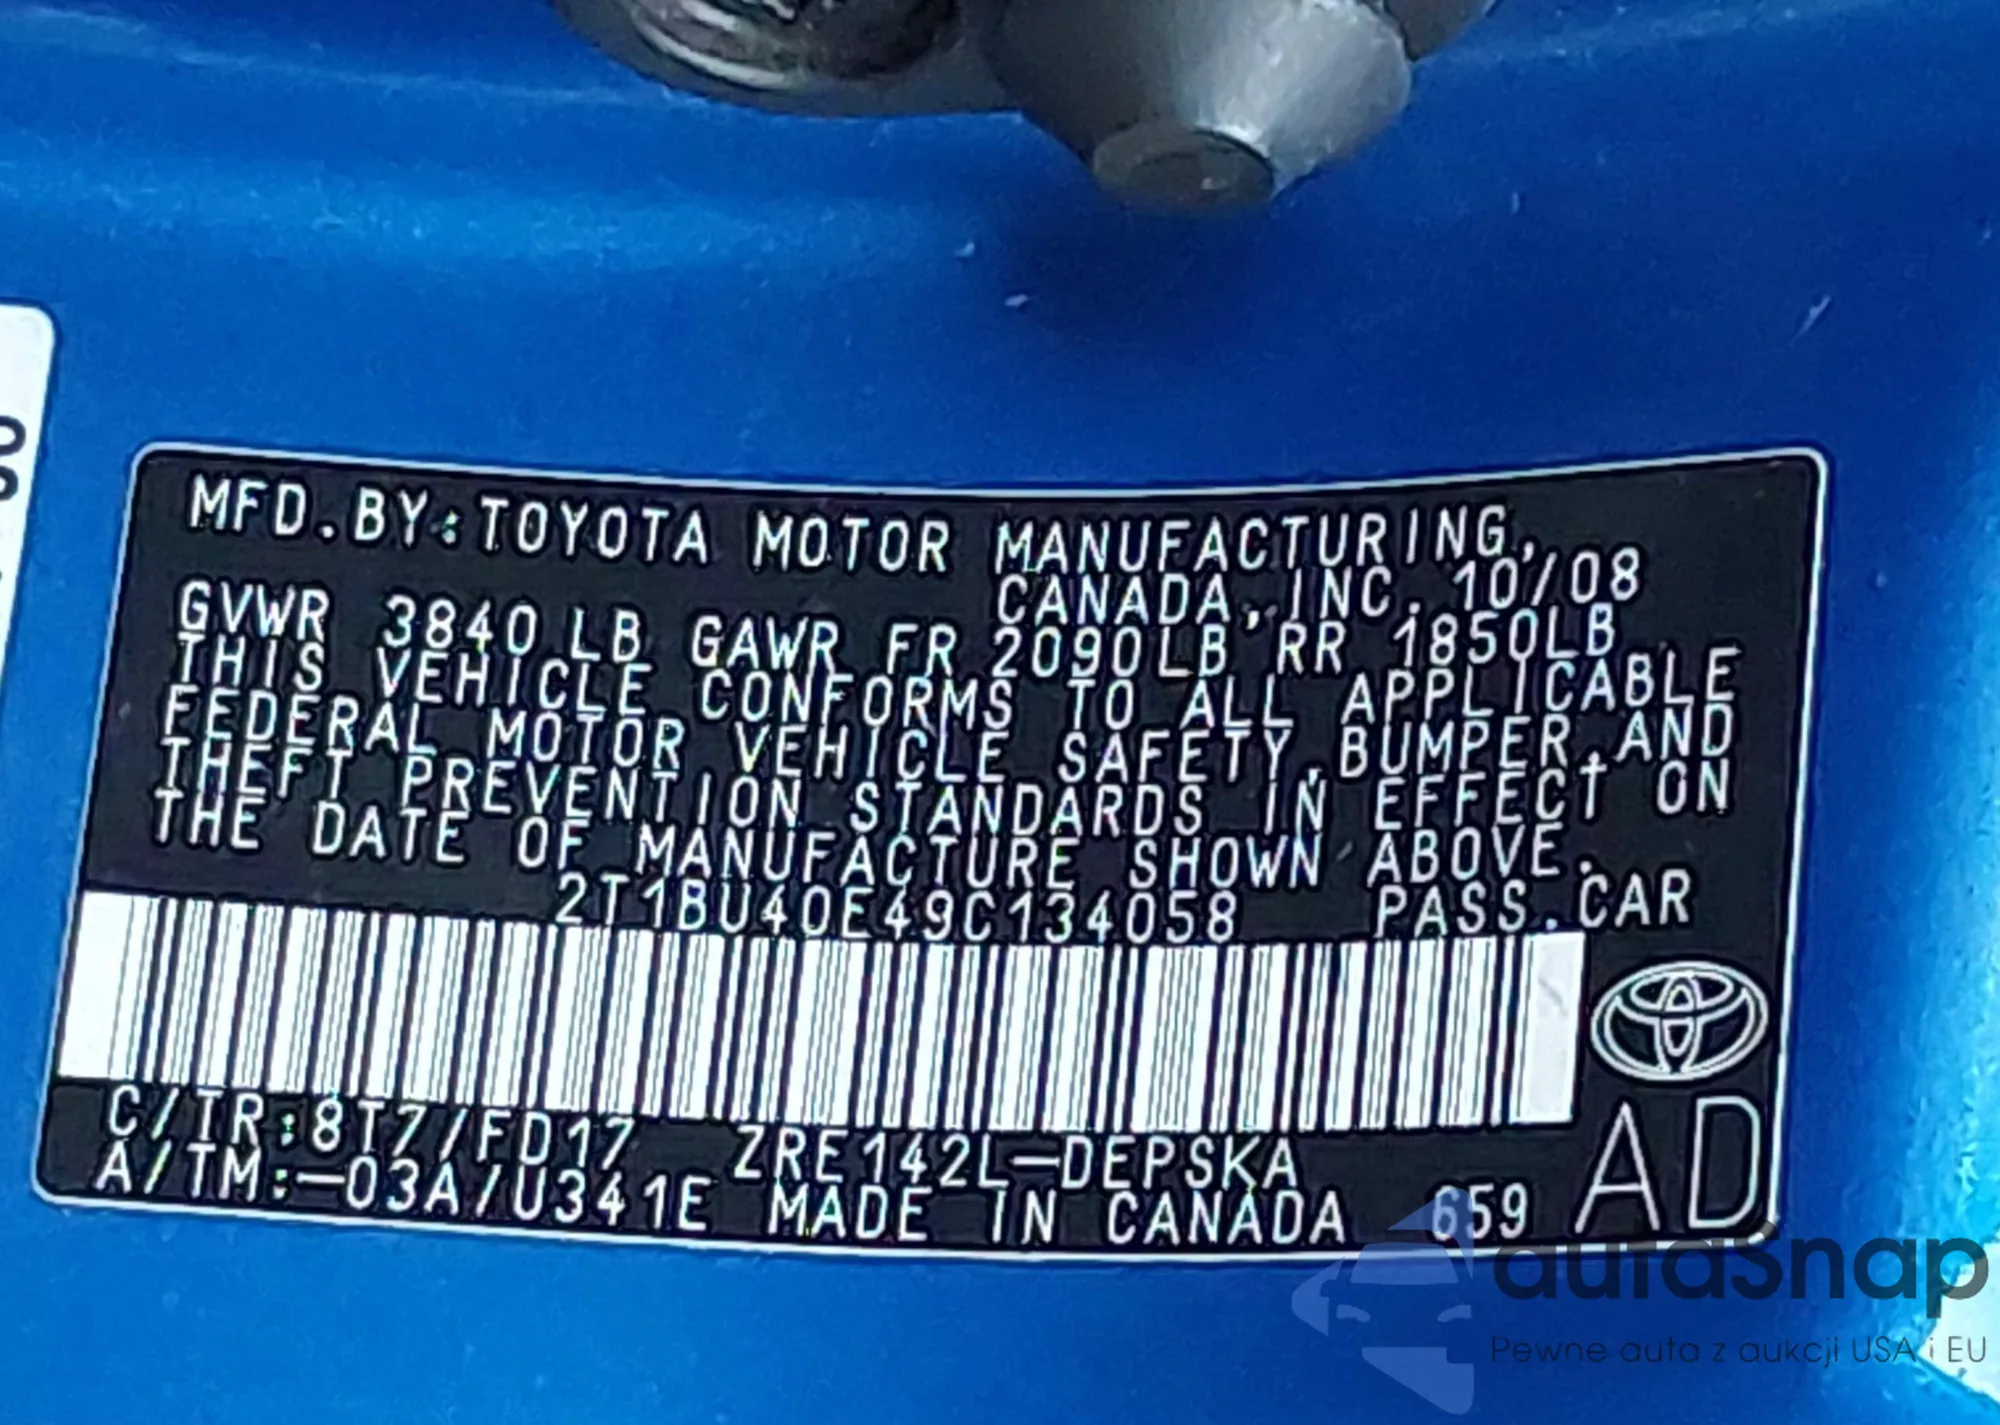 MFD.BY:TOYOTA MOTOR MANUFACTURING,
CANADA, INC. 10/08
GVWR 3840LB GAWR FR 2090LB RR 1850LB
THIS VEHICLE CONFORMS TO ALL APPLICABLE
FEDERAL MOTOR VEHICLE SAFETY,BUMPER,AND
THEFT PREVENTION STANDARDS IN EFFECT ON
THE DATE OF MANUFACTURE SHOWN ABOVE.
2T1BU40E49C134058 PASS.CAR
C/TR:8T7/FD17 ZRE142L-DEPSKA
A/TM:-03A/U341E MADE IN CANADA 659
AD
autaSnap
Pewne auta z aukcji USA i EU